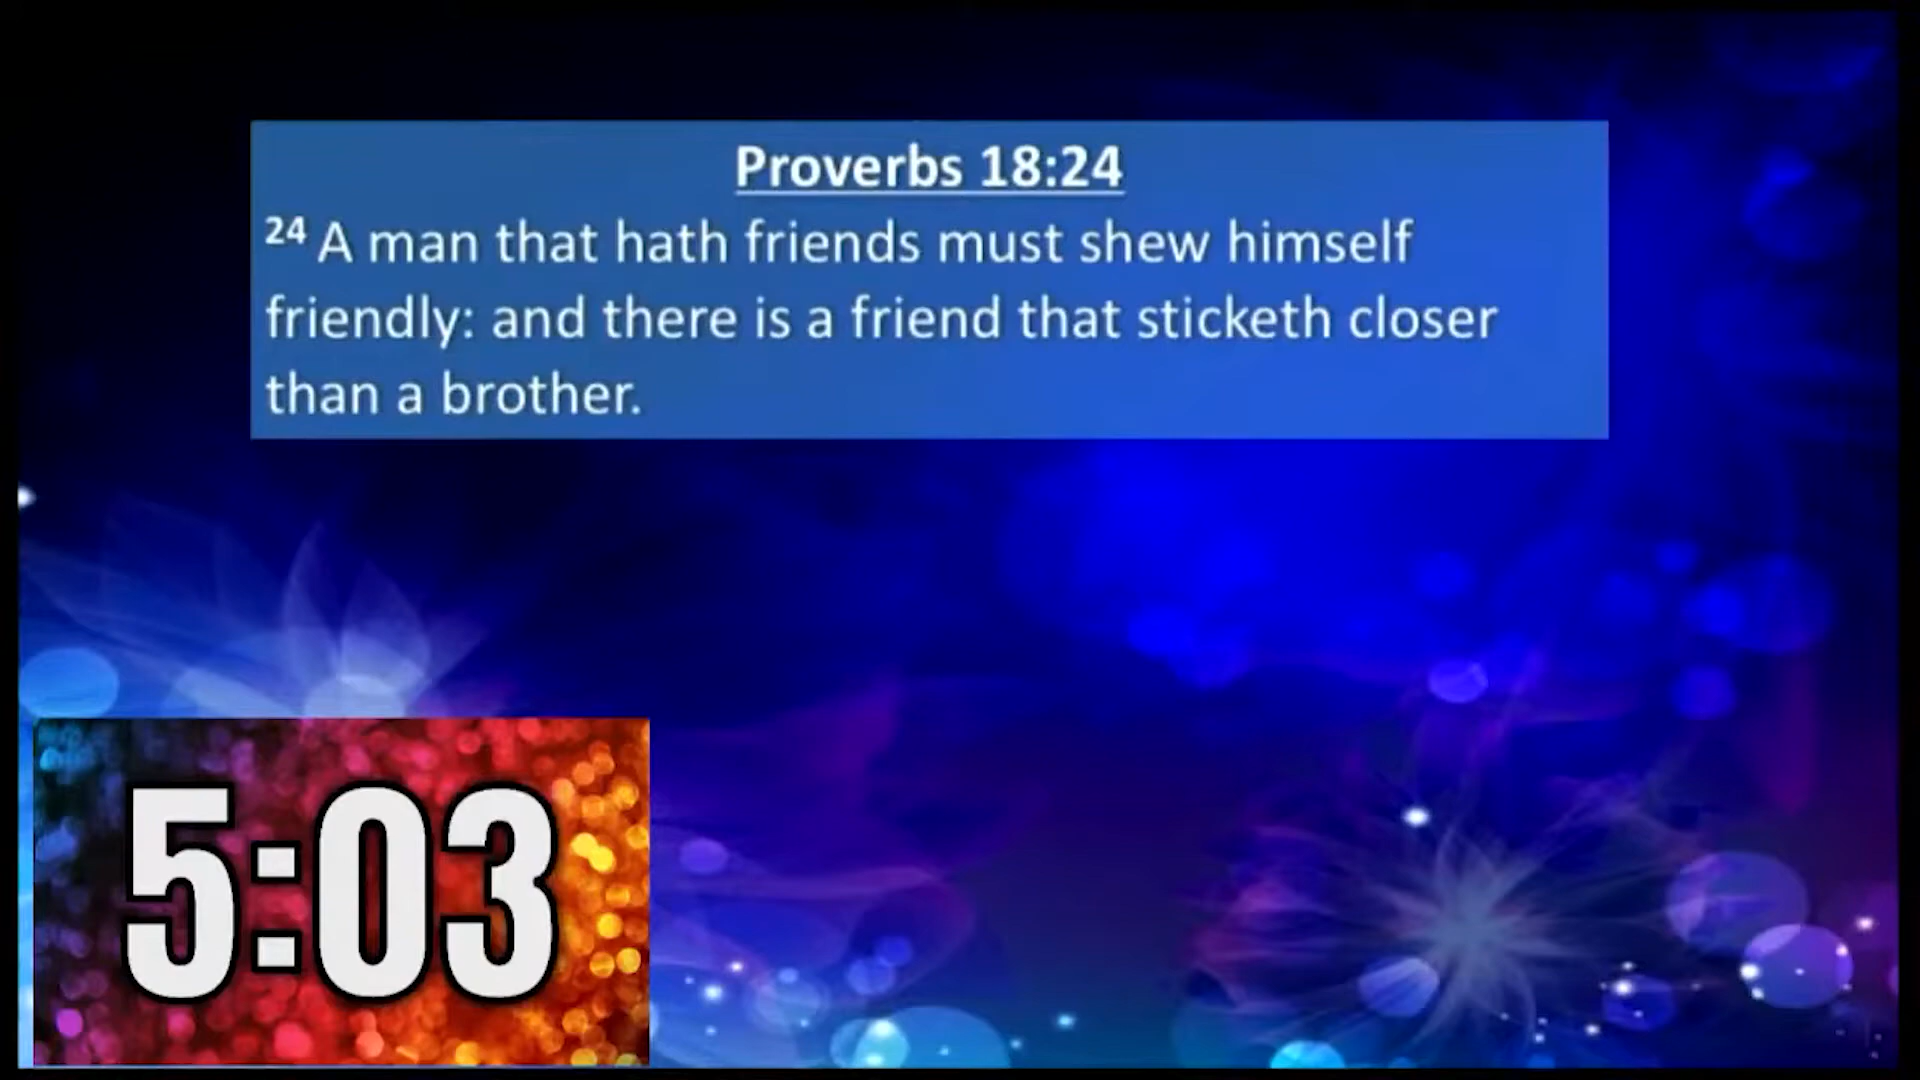 Proverbs 18:24
24 A man that hath friends must shew himself
friendly: and there is a friend that sticketh closer
than a brother.
5:03